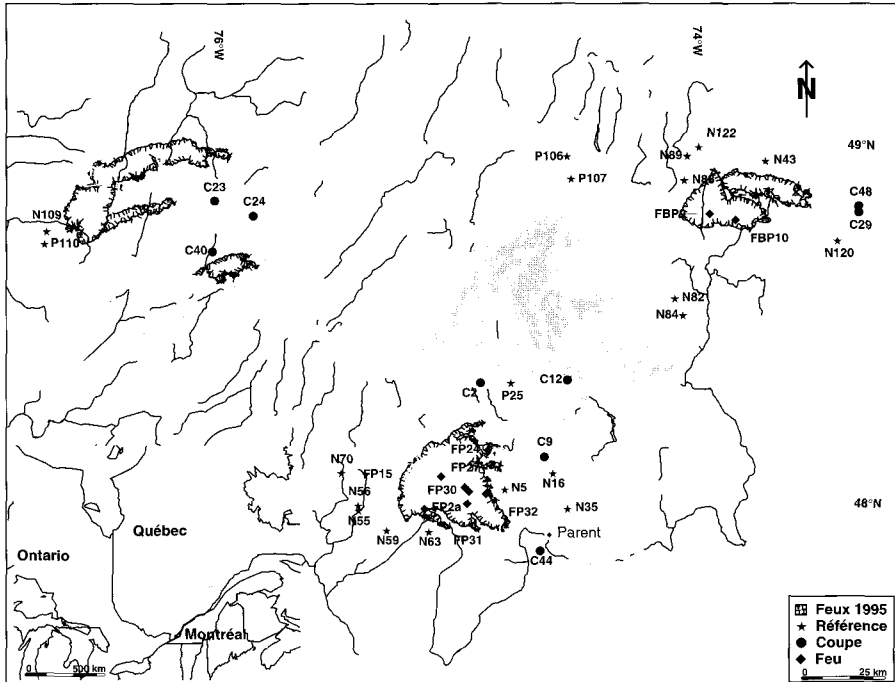 76°W
74°W
N
49°N
N122
N89
N43
P106
P107
C48
C29
C23
C24
N109
P110
C40
FBP10
N120
N82
N84
C2
P25
C12
C9
N70
FP15
FP24
N56
N55
FP30
FP2a
N5
N16
FP32
N35
48°N
N59
N63
FP31
Parent
C44
Ontario
Québec
Montréal
0 500 km
Feux 1995
Référence
Coupe
Feu
0 25 km